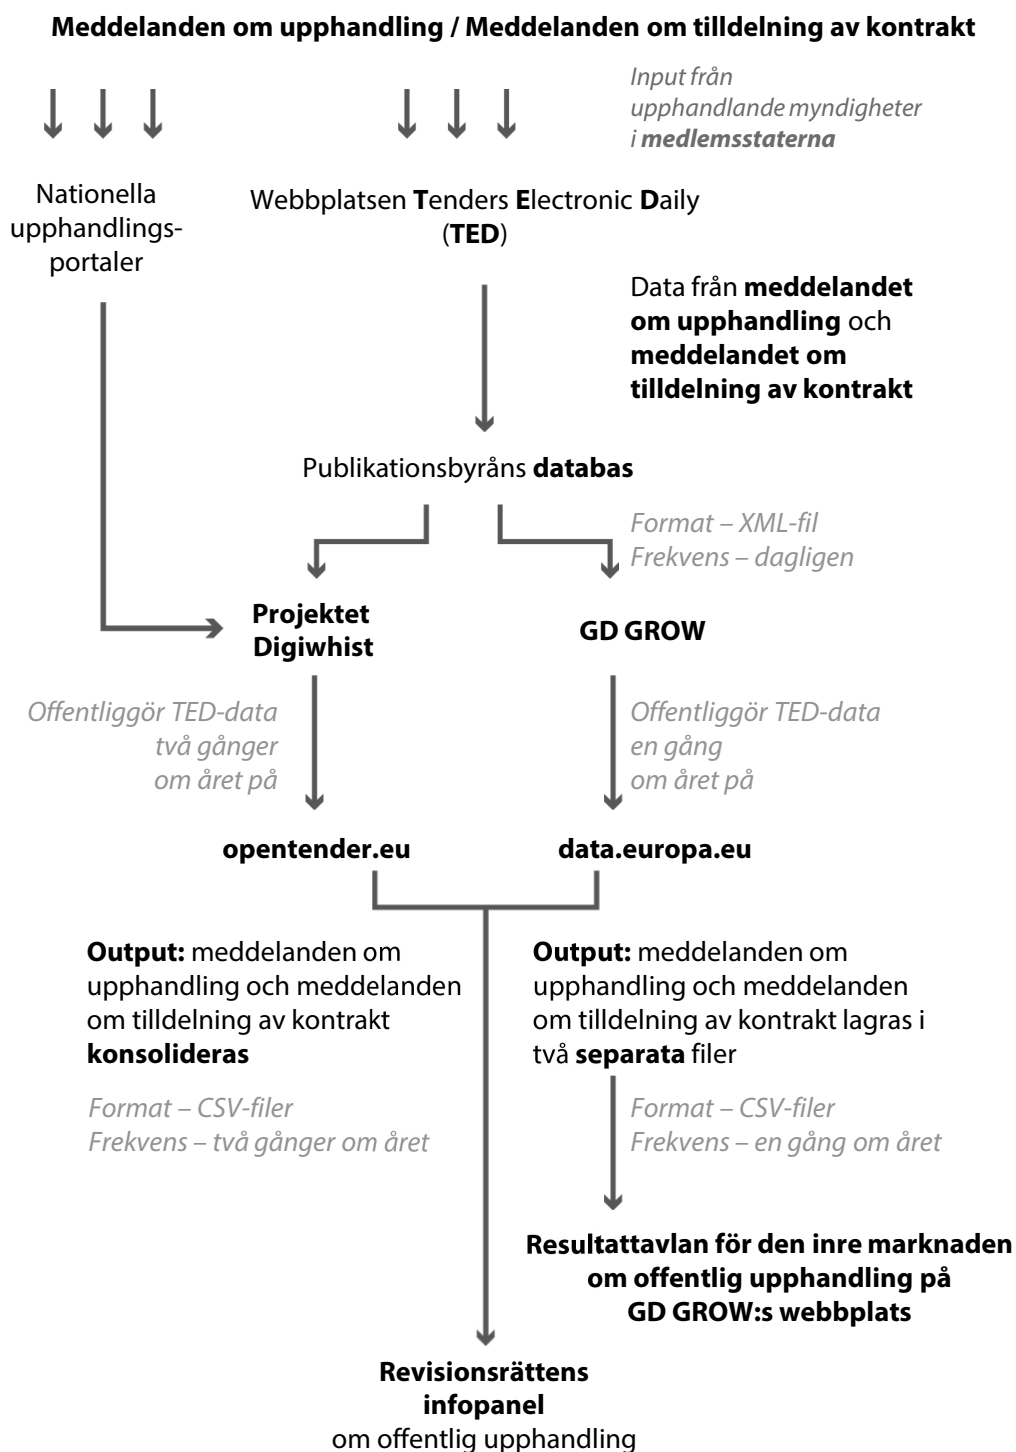 Meddelanden om upphandling / Meddelanden om tilldelning av kontrakt
Input från
upphandlande myndigheter
i medlemsstaterna
Nationella
upphandlings-
portaler
Webbplatsen Tenders Electronic Daily
(TED)
Data från meddelandet
om upphandling och
meddelandet om
tilldelning av kontrakt
Publikationsbyråns databas
Format – XML-fil
Frekvens – dagligen
Projektet
Digiwhist
GD GROW
Offentliggör TED-data
två gånger
om året på
Offentliggör TED-data
en gång
om året på
opentender.eu
data.europa.eu
Output: meddelanden om
upphandling och meddelanden
om tilldelning av kontrakt
konsolideras
Format – CSV-filer
Frekvens – två gånger om året
Output: meddelanden om
upphandling och meddelanden
om tilldelning av kontrakt lagras i
två separata filer
Format – CSV-filer
Frekvens – en gång om året
Resultattavlan för den inre marknaden
om offentlig upphandling på
GD GROW:s webbplats
Revisionsrättens
infopanel
om offentlig upphandling